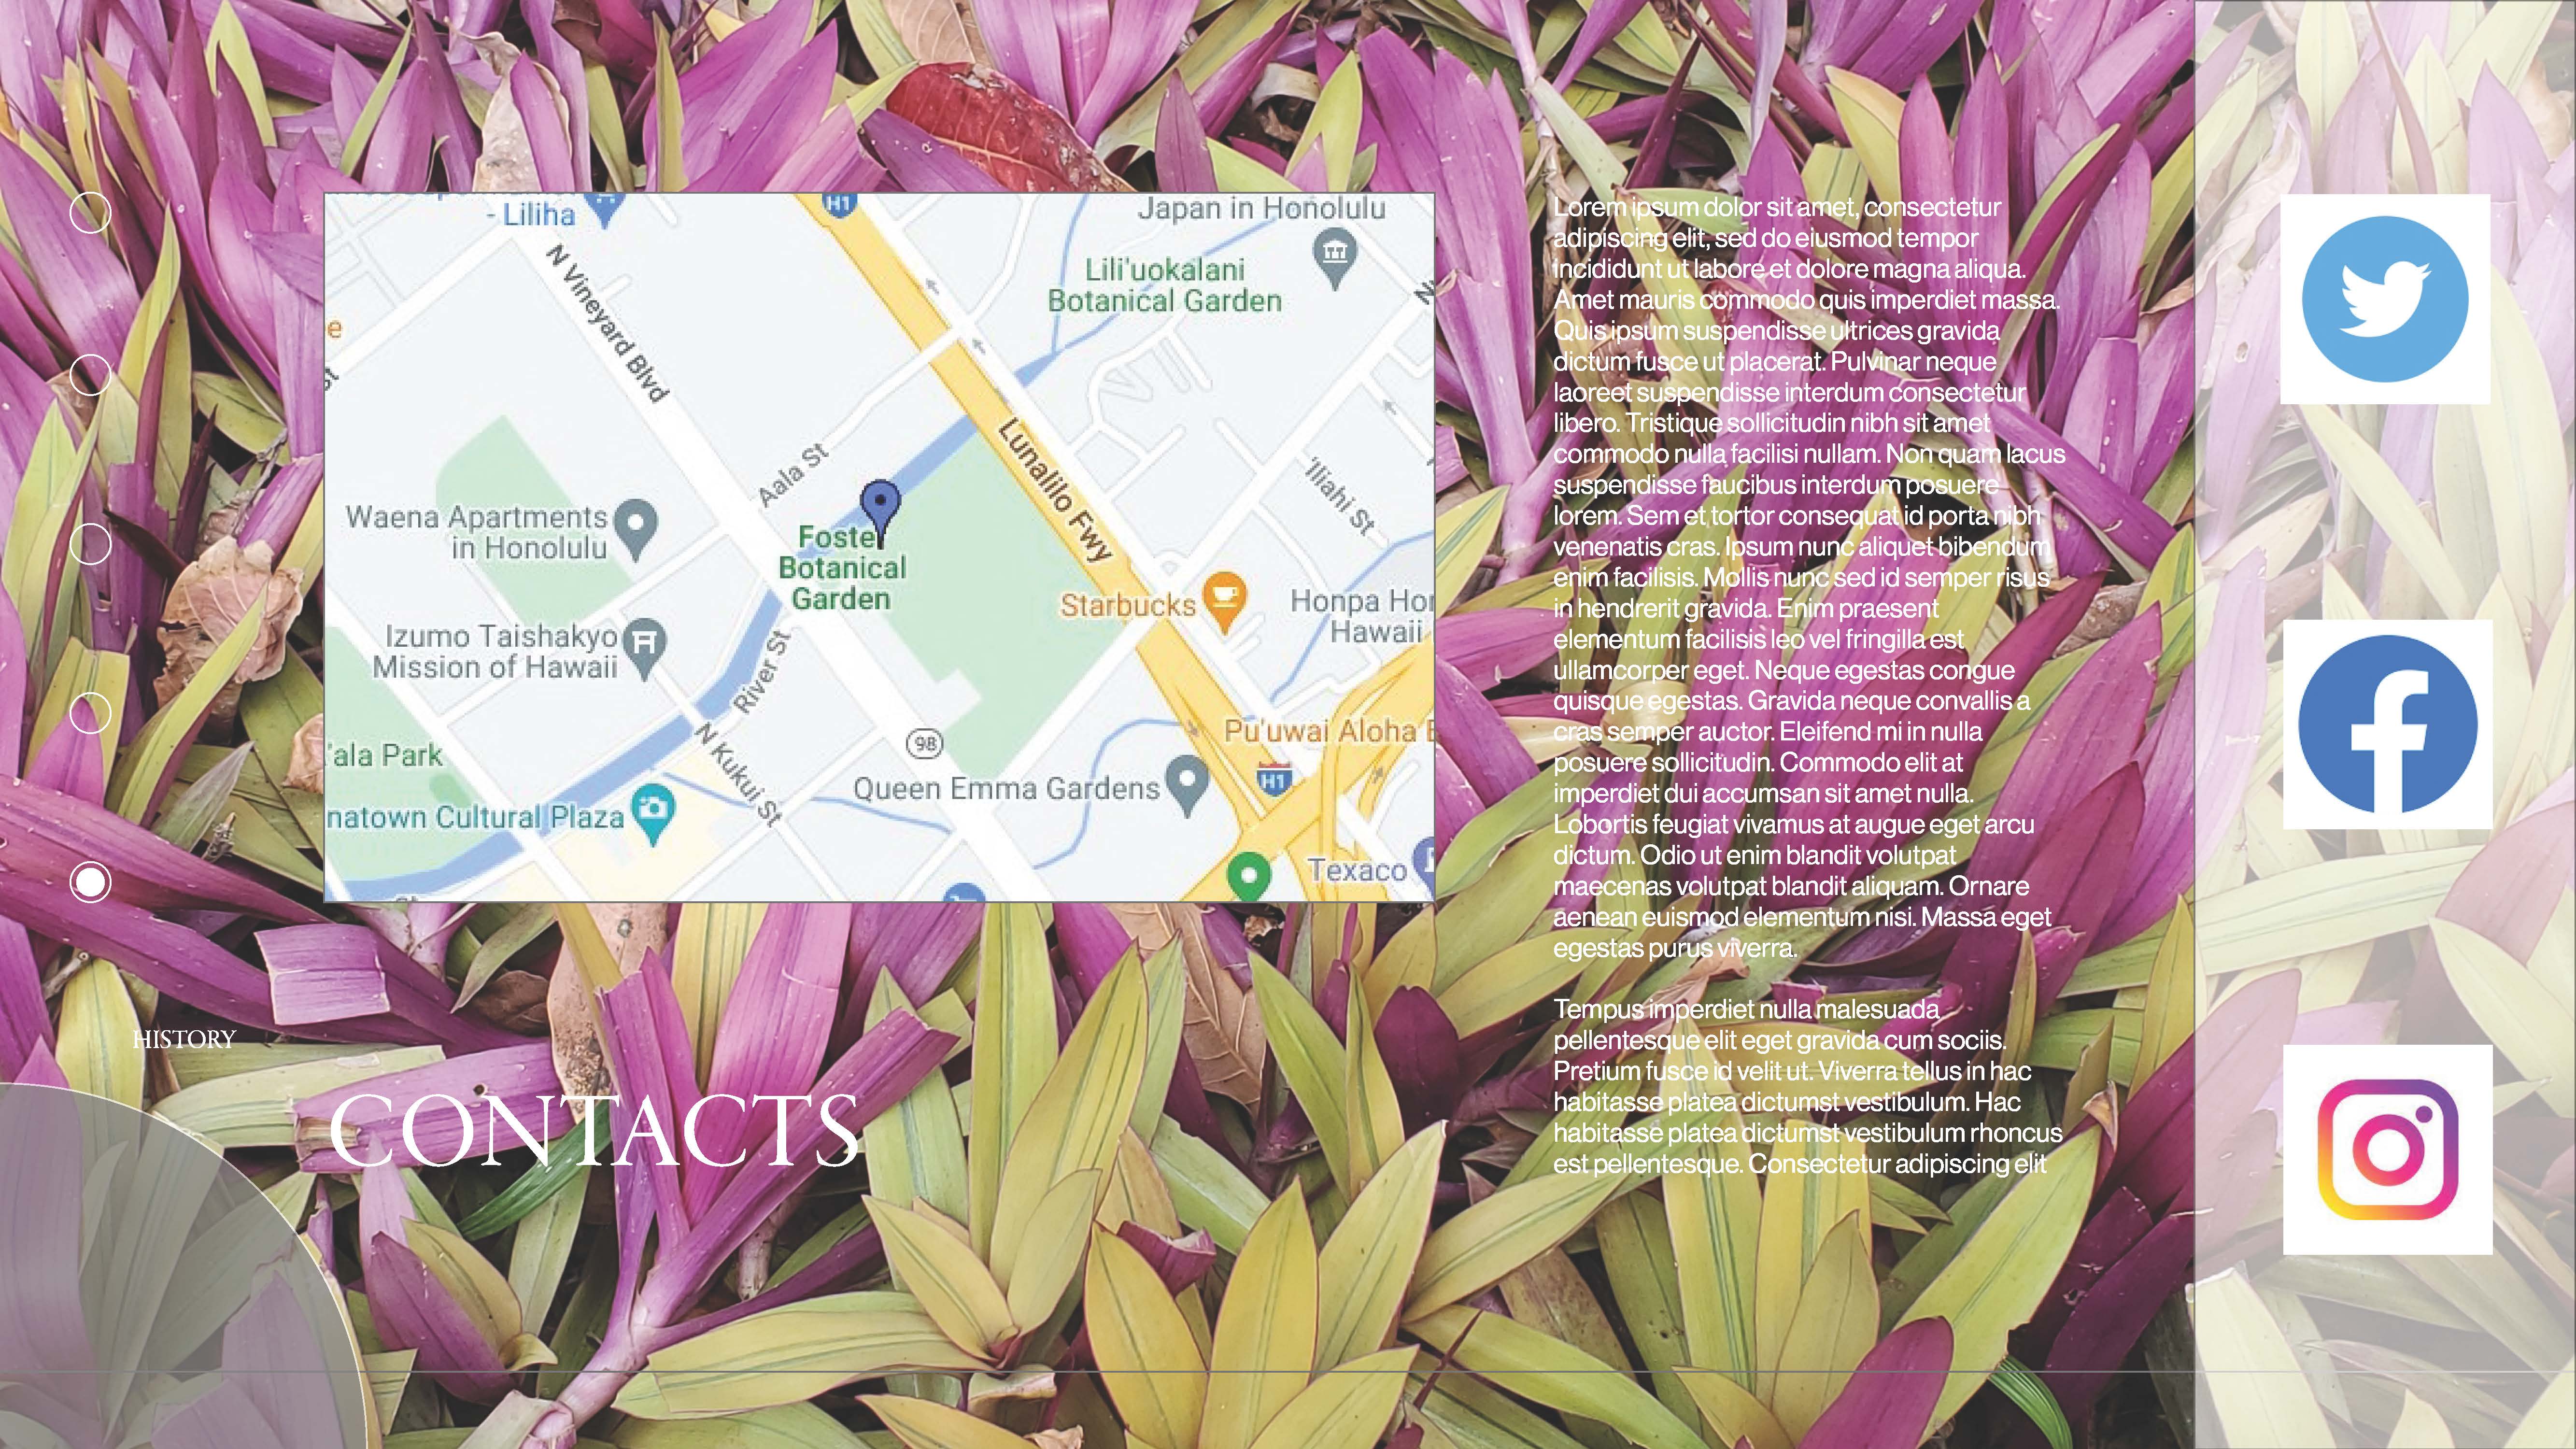 - Liliha
H1
Japan in Honolulu
Lili'uokalani
Botanical Garden
N Vineyard Blvd
e
st
Aala St
Lunalilo Fwy
'Iliahi St
Waena Apartments
in Honolulu
Foster
Botanical
Garden
Starbucks
Honpa Hon
Hawaii
Izumo Taishakyo
Mission of Hawaii
River St
N Kukui St
98
Pu'uwai Aloha
H1
'ala Park
Queen Emma Gardens
natown Cultural Plaza
Texaco
Lorem ipsum dolor sit amet, consectetur
adipiscing elit, sed do eiusmod tempor
incididunt ut labore et dolore magna aliqua.
Amet mauris commodo quis imperdiet massa.
Quis ipsum suspendisse ultrices gravida
dictum fusce ut placerat. Pulvinar neque
laoreet suspendisse interdum consectetur
libero. Tristique sollicitudin nibh sit amet
commodo nulla facilisi nullam. Non quam lacus
suspendisse faucibus interdum posuere
lorem. Sem et tortor consequat id porta nibh
venenatis cras. Ipsum nunc aliquet bibendum
enim facilisis. Mollis nunc sed id semper risus
in hendrerit gravida. Enim praesent
elementum facilisis leo vel fringilla est
ullamcorper eget. Neque egestas congue
quisque egestas. Gravida neque convallis a
cras semper auctor. Eleifend mi in nulla
posuere sollicitudin. Commodo elit at
imperdiet dui accumsan sit amet nulla.
Lobortis feugiat vivamus at augue eget arcu
dictum. Odio ut enim blandit volutpat
maecenas volutpat blandit aliquam. Ornare
aenean euismod elementum nisi. Massa eget
egestas purus viverra.
Tempus imperdiet nulla malesuada
pellentesque elit eget gravida cum sociis.
Pretium fusce id velit ut. Viverra tellus in hac
habitasse platea dictumst vestibulum. Hac
habitasse platea dictumst vestibulum rhoncus
est pellentesque. Consectetur adipiscing elit
HISTORY
CONTACTS